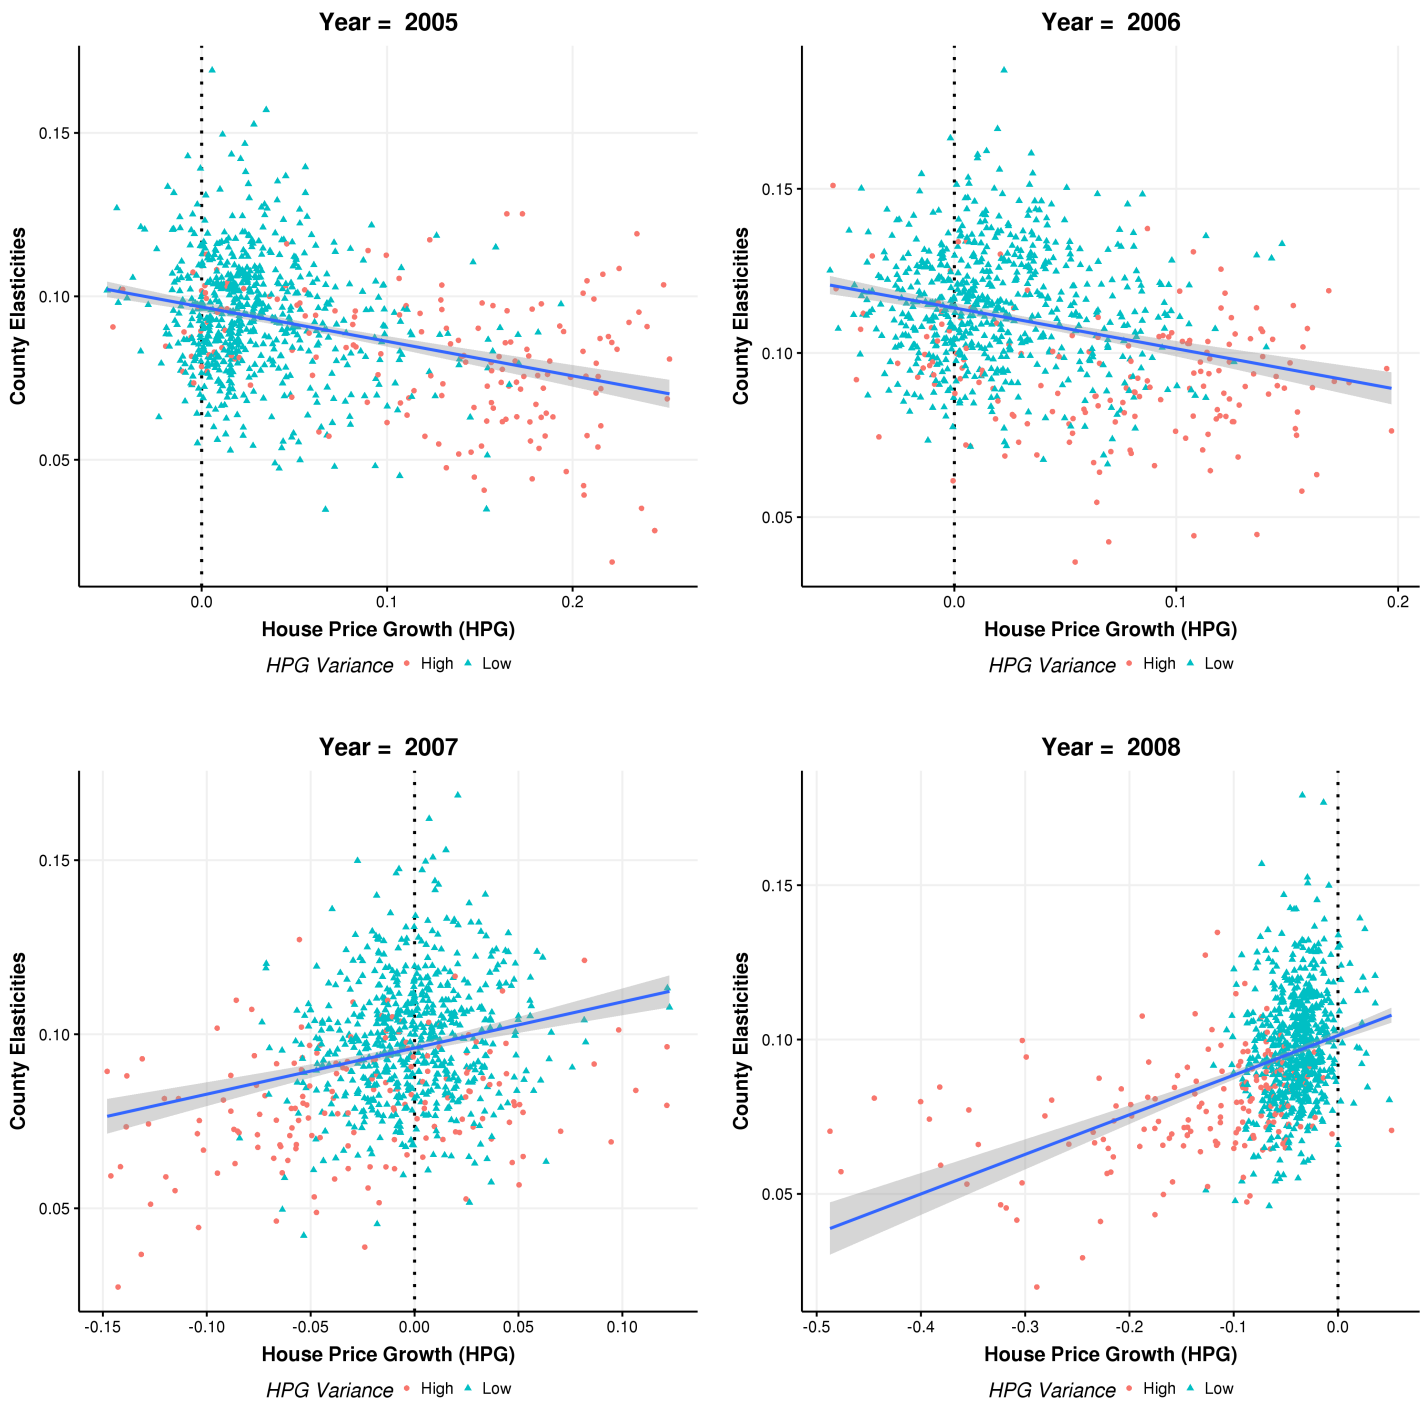 Year = 2005
0.15
0.10
0.05
County Elasticities
0.0 0.1 0.2
House Price Growth (HPG)
HPG Variance High Low
Year = 2006
0.15
0.10
0.05
County Elasticities
0.0 0.1 0.2
House Price Growth (HPG)
HPG Variance High Low
Year = 2007
0.15
0.10
0.05
County Elasticities
-0.15 -0.10 -0.05 0.00 0.05 0.10
House Price Growth (HPG)
HPG Variance High Low
Year = 2008
0.15
0.10
0.05
County Elasticities
-0.5 -0.4 -0.3 -0.2 -0.1 0.0
House Price Growth (HPG)
HPG Variance High Low